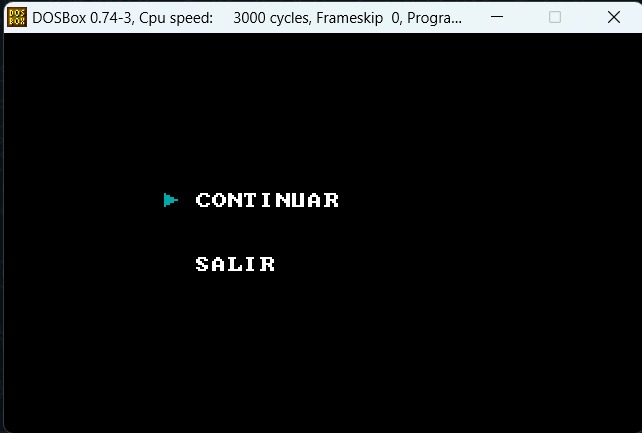 DOSBox 0.74-3, Cpu speed: 3000 cycles, Frameskip 0, Progra...
CONTINUAR
SALIR